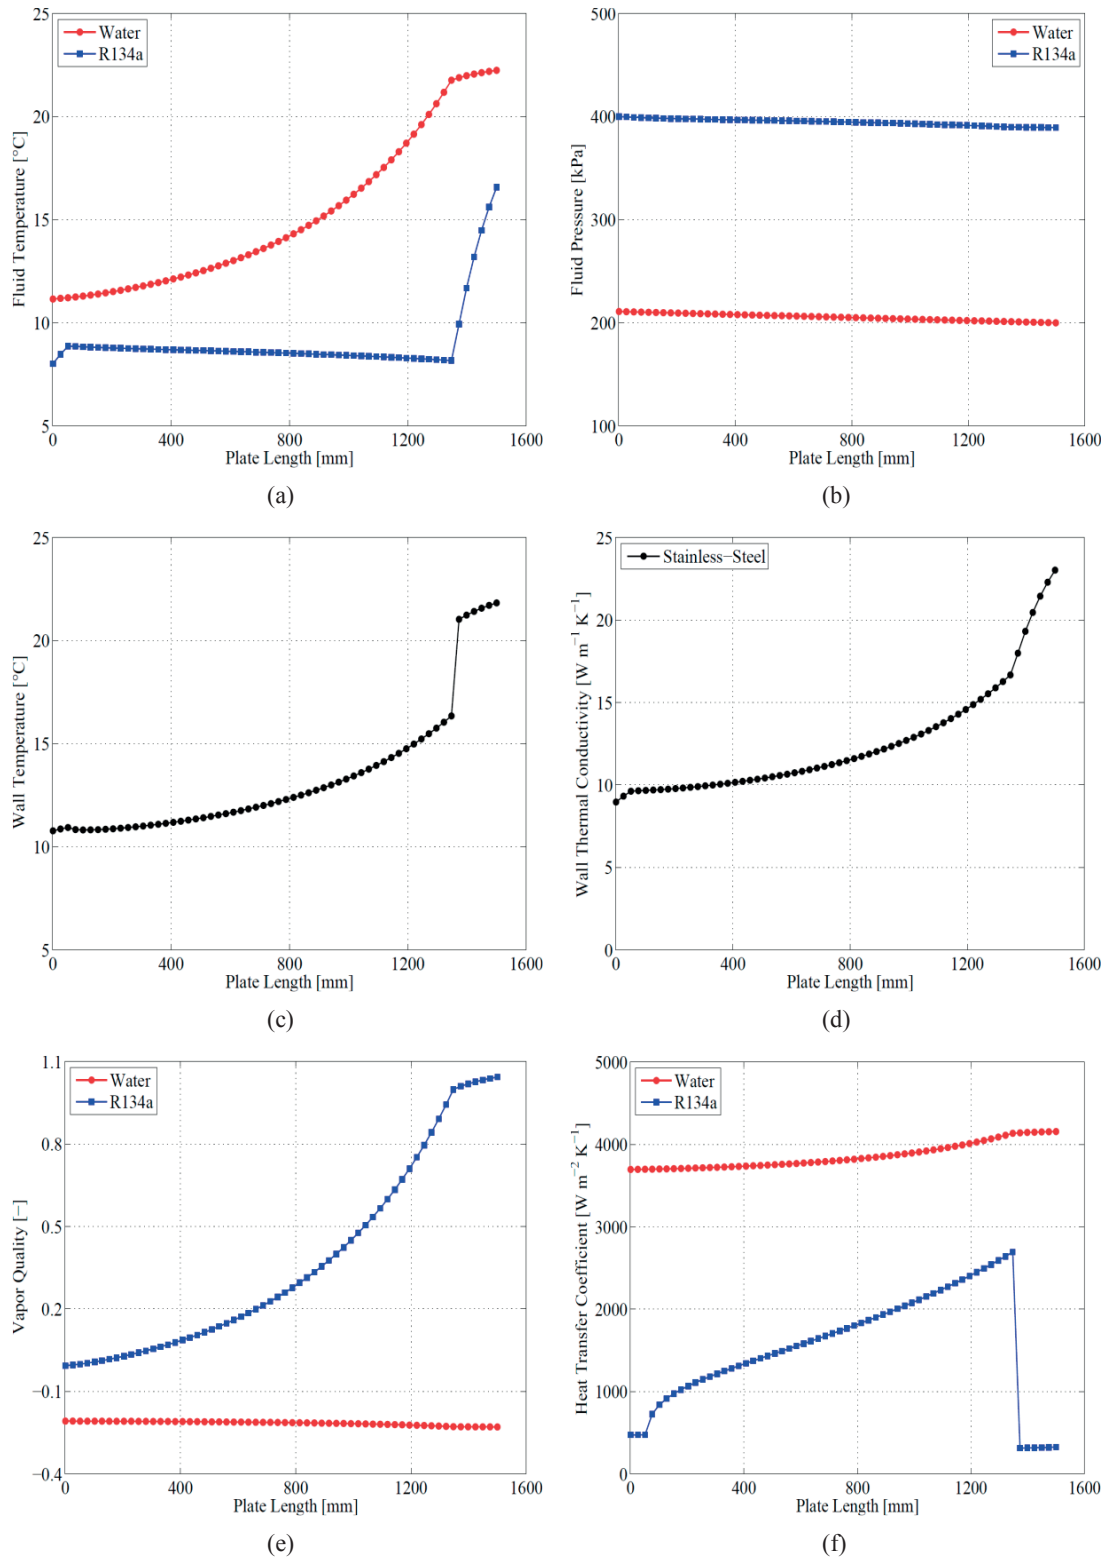 25
20
15
10
5
Fluid Temperature [°C]
Water
R134a
0
400
800
1200
1600
Plate Length [mm]
(a)
500
400
300
200
100
Fluid Pressure [kPa]
Water
R134a
0
400
800
1200
1600
Plate Length [mm]
(b)
25
20
15
10
5
Wall Temperature [°C]
0
400
800
1200
1600
Plate Length [mm]
(c)
25
20
15
10
5
0
Wall Thermal Conductivity [W m⁻¹ K⁻¹]
Stainless−Steel
0
400
800
1200
1600
Plate Length [mm]
(d)
1.1
0.8
0.5
0.2
−0.1
−0.4
Vapor Quality [−]
Water
R134a
0
400
800
1200
1600
Plate Length [mm]
(e)
5000
4000
3000
2000
1000
0
Heat Transfer Coefficient [W m⁻² K⁻¹]
Water
R134a
0
400
800
1200
1600
Plate Length [mm]
(f)